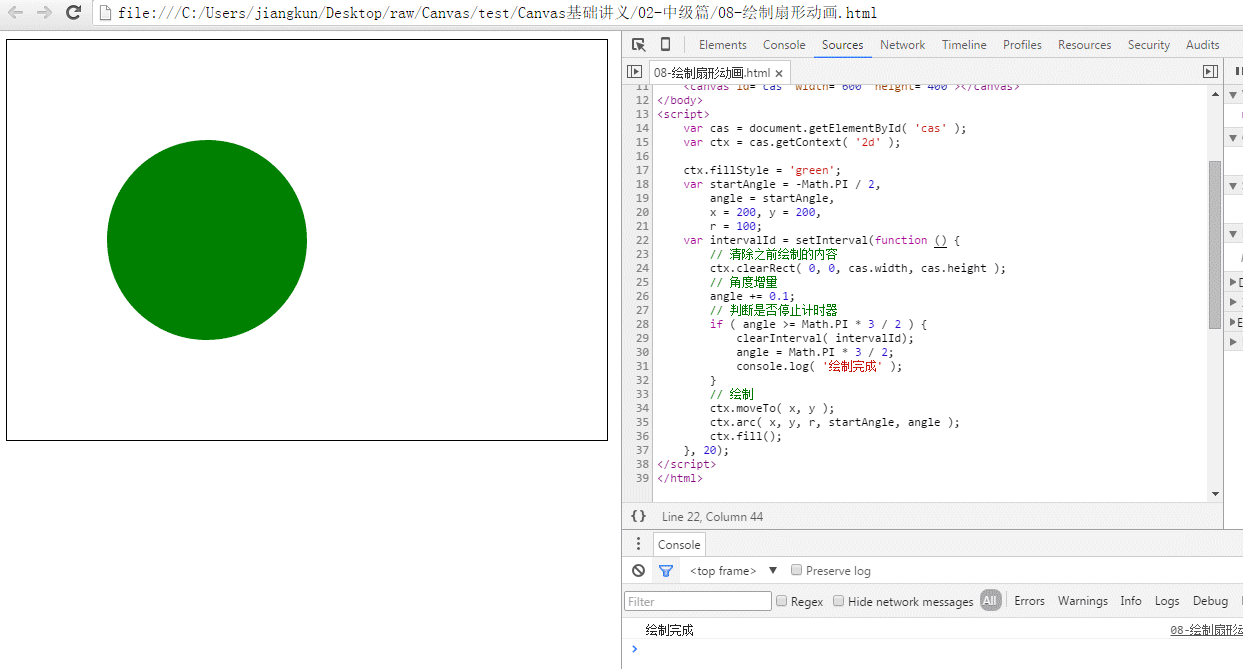 file:///C:/Users/jiangkun/Desktop/raw/Canvas/test/Canvas基础讲义/02-中级篇/08-绘制扇形动画.html
Elements Console Sources Network Timeline Profiles Resources Security Audits
08-绘制扇形动画.html ×
11 <canvas id="cas" width="600" height="400"></canvas>
12 </body>
13 <script>
14 var cas = document.getElementById( 'cas' );
15 var ctx = cas.getContext( '2d' );
16
17 ctx.fillStyle = 'green';
18 var startAngle = -Math.PI / 2,
19 angle = startAngle,
20 x = 200, y = 200,
21 r = 100;
22 var intervalId = setInterval(function () {
23 // 清除之前绘制的内容
24 ctx.clearRect( 0, 0, cas.width, cas.height );
25 // 角度增量
26 angle += 0.1;
27 // 判断是否停止计时器
28 if ( angle >= Math.PI * 3 / 2 ) {
29 clearInterval( intervalId);
30 angle = Math.PI * 3 / 2;
31 console.log( '绘制完成' );
32 }
33 // 绘制
34 ctx.moveTo( x, y );
35 ctx.arc( x, y, r, startAngle, angle );
36 ctx.fill();
37 }, 20);
38 </script>
39 </html>
{} Line 22, Column 44
Console
<top frame> ▼ Preserve log
Filter Regex Hide network messages All Errors Warnings Info Logs Debug
绘制完成 08-绘制扇形动
>